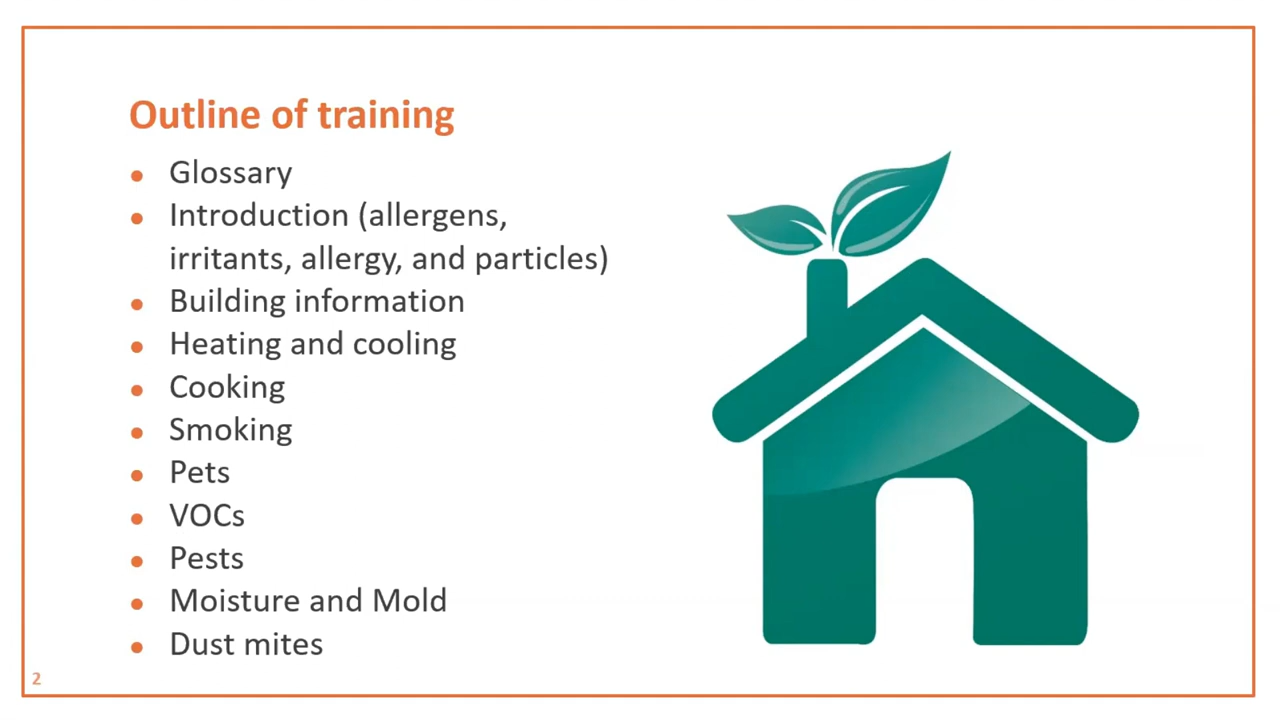 Outline of training
● Glossary
● Introduction (allergens,
irritants, allergy, and particles)
● Building information
● Heating and cooling
● Cooking
● Smoking
● Pets
● VOCs
● Pests
● Moisture and Mold
● Dust mites
2